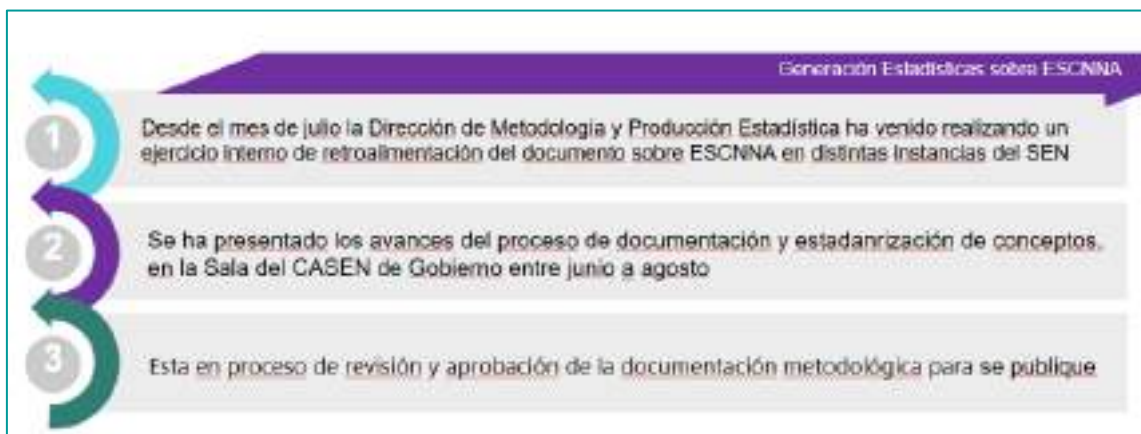 Generación Estadísticas sobre ESCNNA
1
Desde el mes de julio la Dirección de Metodología y Producción Estadística ha venido realizando un
ejercicio interno de retroalimentación del documento sobre ESCNNA en distintas instancias del SEN
2
Se ha presentado los avances del proceso de documentación y estadanrización de conceptos,
en la Sala del CASEN de Gobierno entre junio a agosto
3
Esta en proceso de revisión y aprobación de la documentación metodológica para se publique